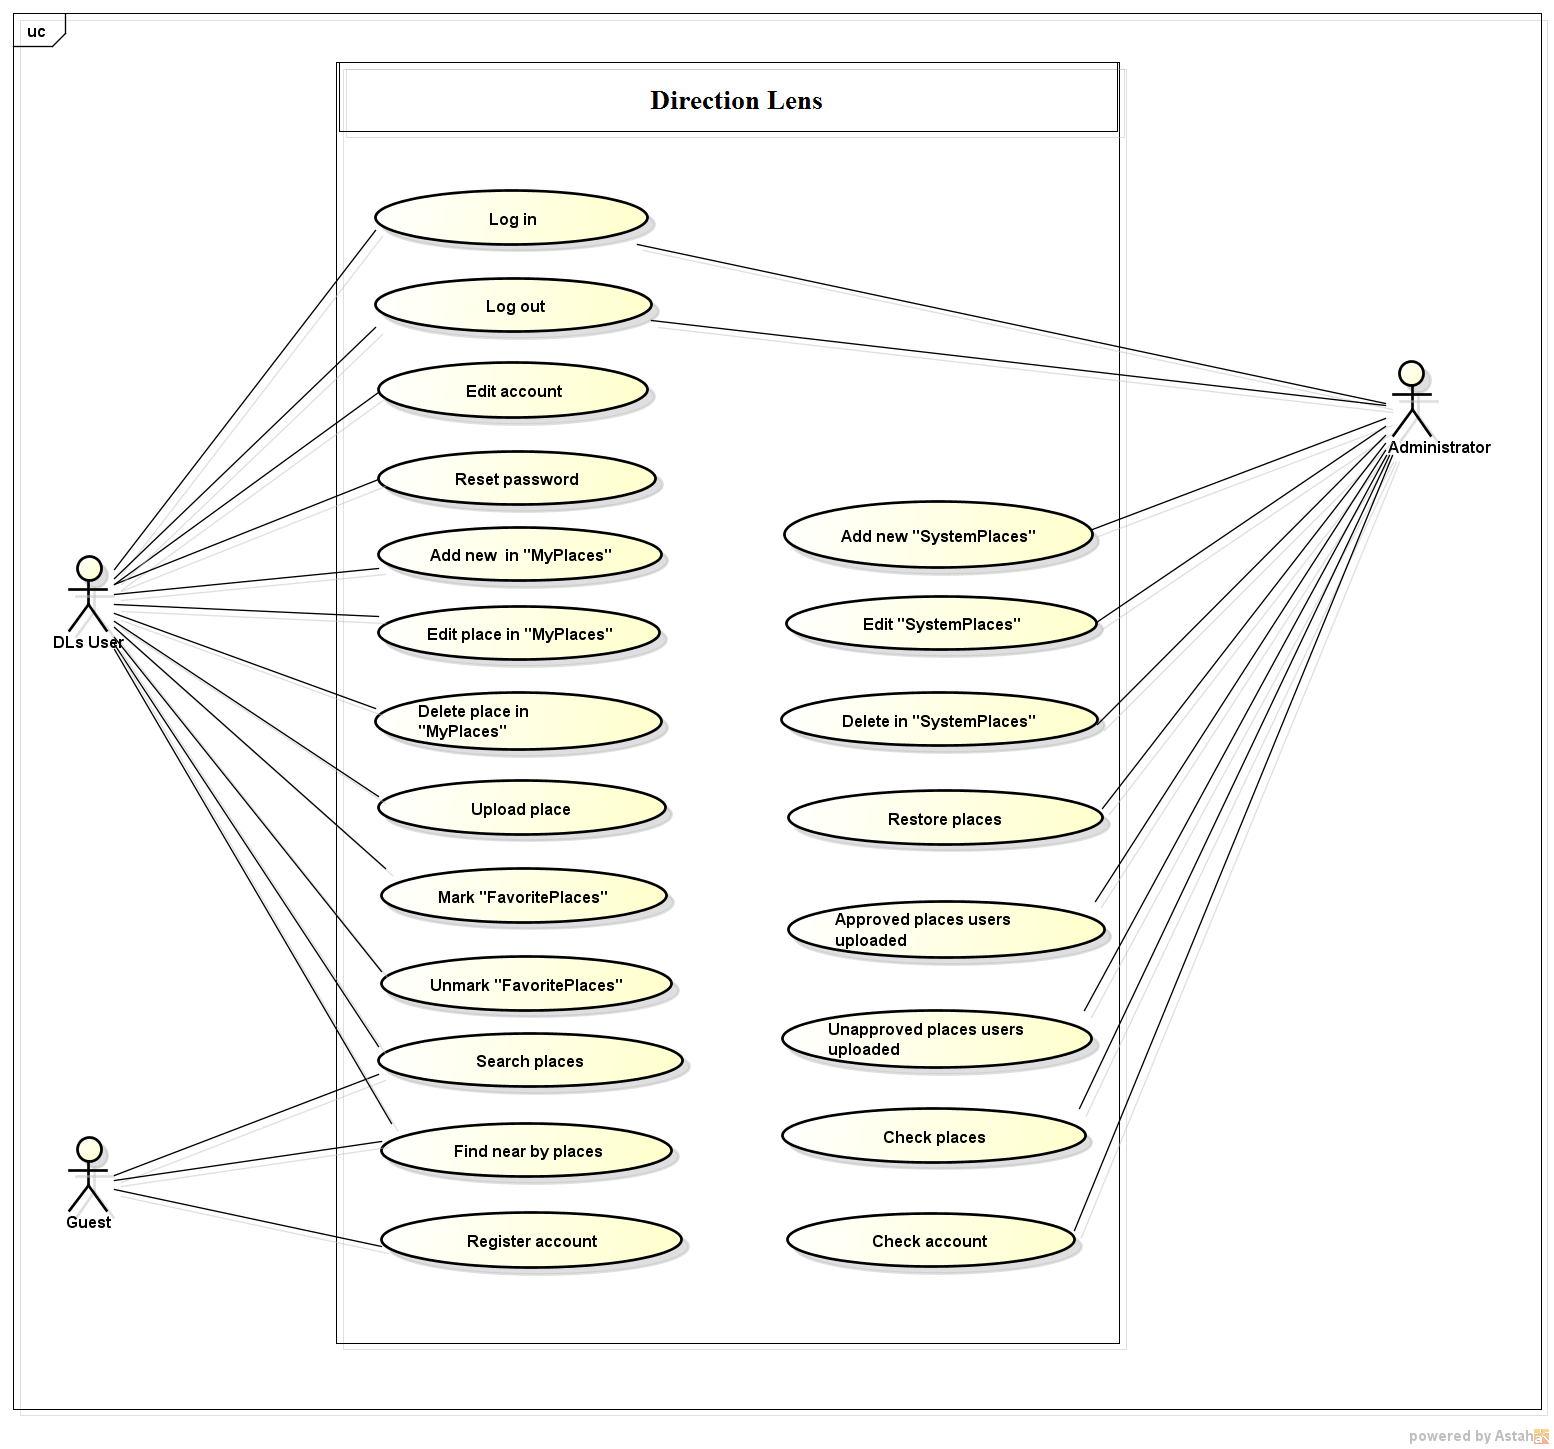 uc
Direction Lens
Log in
Log out
Edit account
Reset password
Add new  in "MyPlaces"
Edit place in "MyPlaces"
Delete place in
"MyPlaces"
Upload place
Mark "FavoritePlaces"
Unmark "FavoritPlaces"
Search places
Find near by places
Register account
Add new "SystemPlaces"
Edit "SystemPlaces"
Delete in "SystemPlaces"
Restore places
Approved places users
uploaded
Unapproved places users
uploaded
Check places
Check account
DLs User
Guest
Administrator
powered by Astah